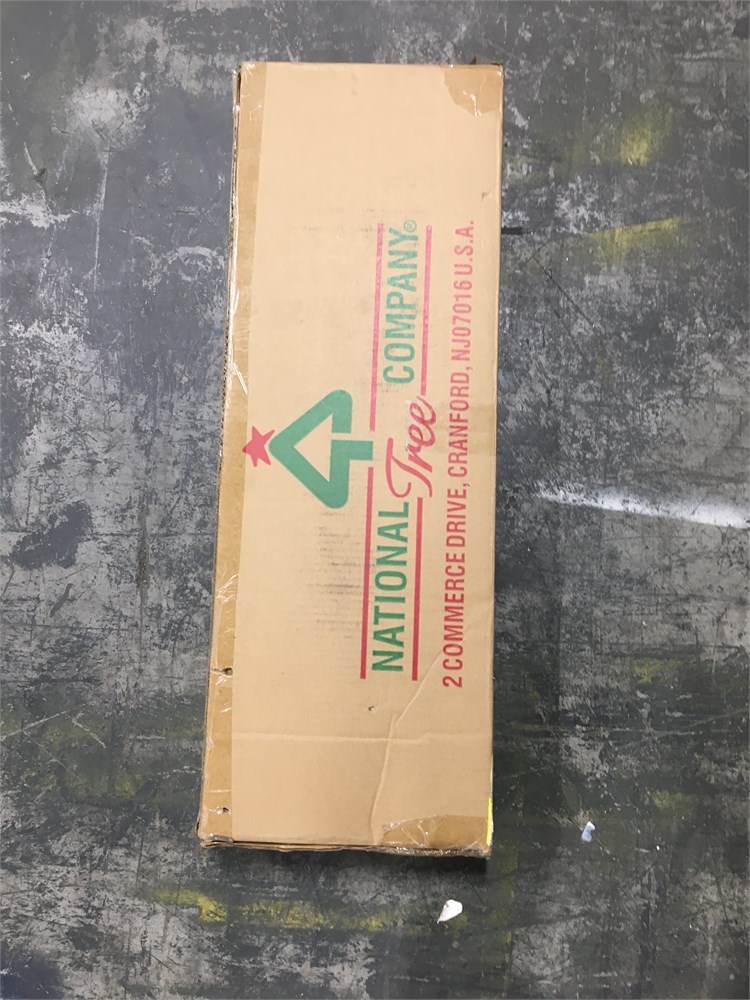 NATIONAL Tree COMPANY®
2 COMMERCE DRIVE, CRANFORD, NJ07016 U.S.A.